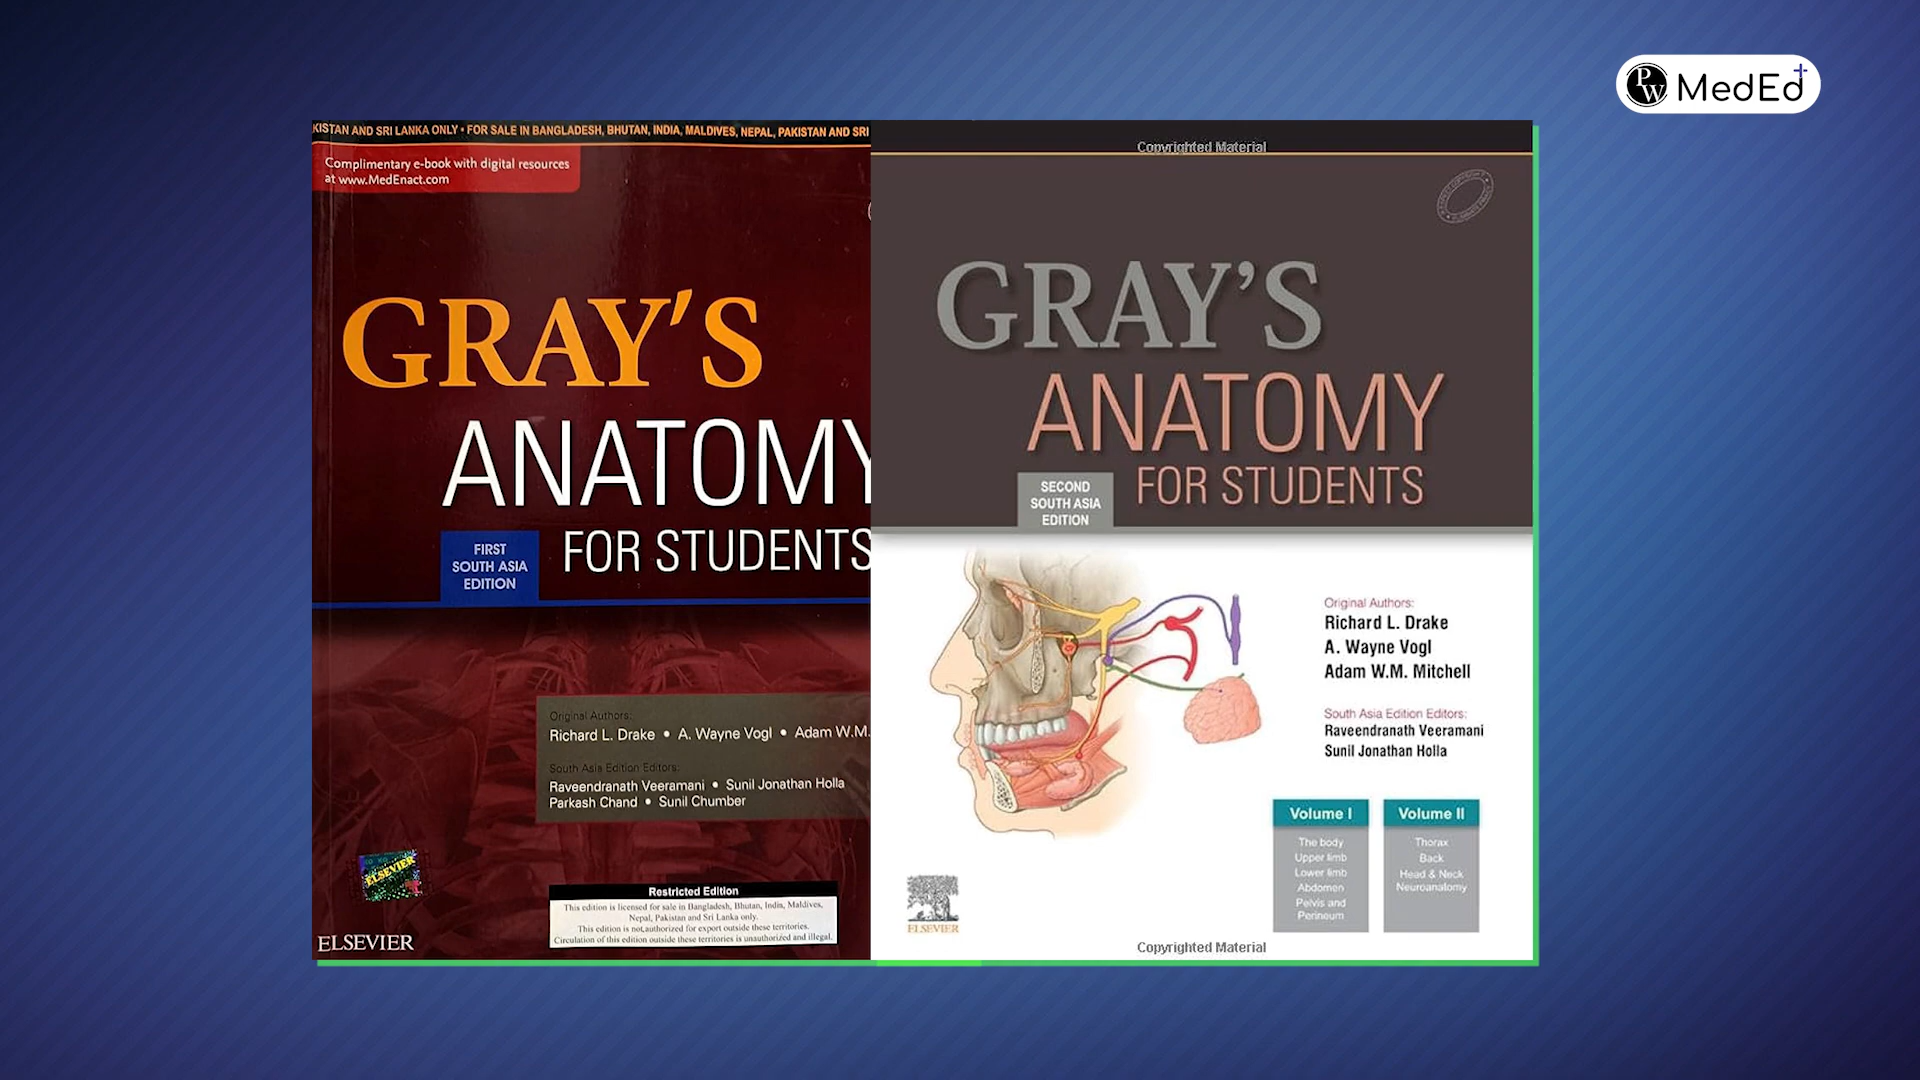 PW MedEd+
KISTAN AND SRI LANKA ONLY • FOR SALE IN BANGLADESH, BHUTAN, INDIA, MALDIVES, NEPAL, PAKISTAN AND SRI
Complimentary e-book with digital resources
at www.MedEnact.com
GRAY'S
ANATOMY
FOR STUDENTS
FIRST
SOUTH ASIA
EDITION
Original Authors:
Richard L. Drake • A. Wayne Vogl • Adam W.M.
South Asia Edition Editors:
Raveendranath Veeramani • Sunil Jonathan Holla
Parkash Chand • Sunil Chumber
ELSEVIER
ELSEVIER
Restricted Edition
This edition is licensed for sale in Bangladesh, Bhutan, India, Maldives,
Nepal, Pakistan and Sri Lanka only.
This edition is not authorized for export outside these territories.
Circulation of this edition outside these territories is unauthorized and illegal.
Copyrighted Material
GRAY'S
ANATOMY
FOR STUDENTS
SECOND
SOUTH ASIA
EDITION
Original Authors:
Richard L. Drake
A. Wayne Vogl
Adam W.M. Mitchell
South Asia Edition Editors:
Raveendranath Veeramani
Sunil Jonathan Holla
Volume I
The body
Upper limb
Lower limb
Abdomen
Pelvis and
Perineum
Volume II
Thorax
Back
Head & Neck
Neuroanatomy
ELSEVIER
Copyrighted Material